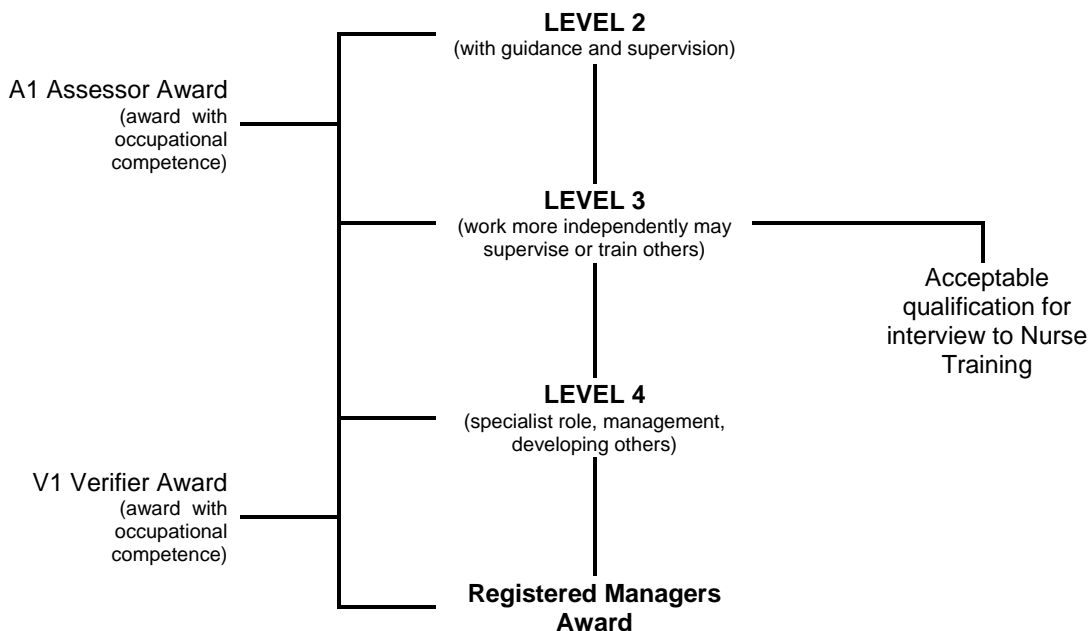 LEVEL 2
(with guidance and supervision)
A1 Assessor Award
(award with
occupational
competence)
LEVEL 3
(work more independently may
supervise or train others)
Acceptable
qualification for
interview to Nurse
Training
LEVEL 4
(specialist role, management,
developing others)
V1 Verifier Award
(award with
occupational
competence)
Registered Managers
Award